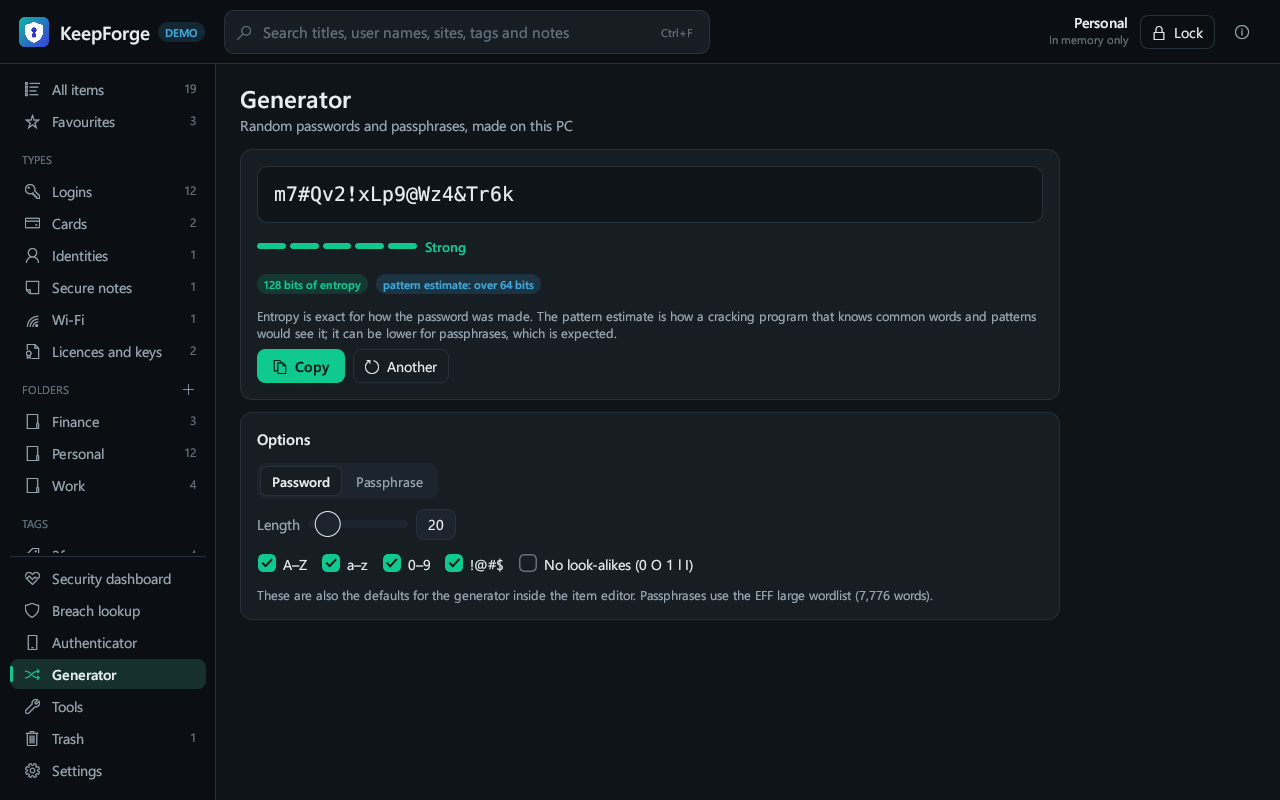 KeepForge DEMO
Search titles, user names, sites, tags and notes Ctrl+F
Personal
In memory only
Lock
All items 19
Favourites 3
TYPES
Logins 12
Cards 2
Identities 1
Secure notes 1
Wi-Fi 1
Licences and keys 2
FOLDERS
Finance 3
Personal 12
Work 4
TAGS
Security dashboard
Breach lookup
Authenticator
Generator
Tools
Trash 1
Settings
Generator
Random passwords and passphrases, made on this PC
m7#Qv2!xLp9@Wz4&Tr6k
Strong
128 bits of entropy pattern estimate: over 64 bits
Entropy is exact for how the password was made. The pattern estimate is how a cracking program that knows common words and patterns
would see it; it can be lower for passphrases, which is expected.
Copy Another
Options
Password Passphrase
Length 20
A–Z a–z 0–9 !@#$ No look-alikes (0 O 1 l I)
These are also the defaults for the generator inside the item editor. Passphrases use the EFF large wordlist (7,776 words).